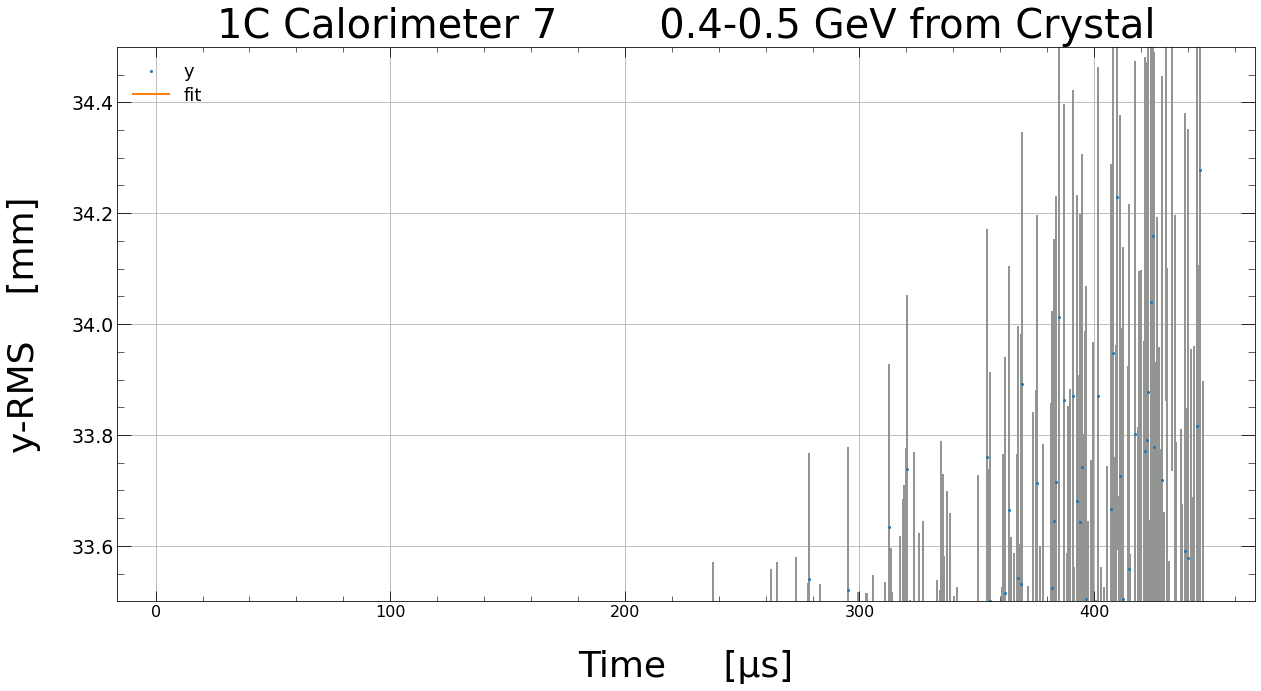 1C Calorimeter 7 0.4-0.5 GeV from Crystal
y
fit
34.4
34.2
34.0
33.8
33.6
y-RMS [mm]
0 100 200 300 400
Time [µs]